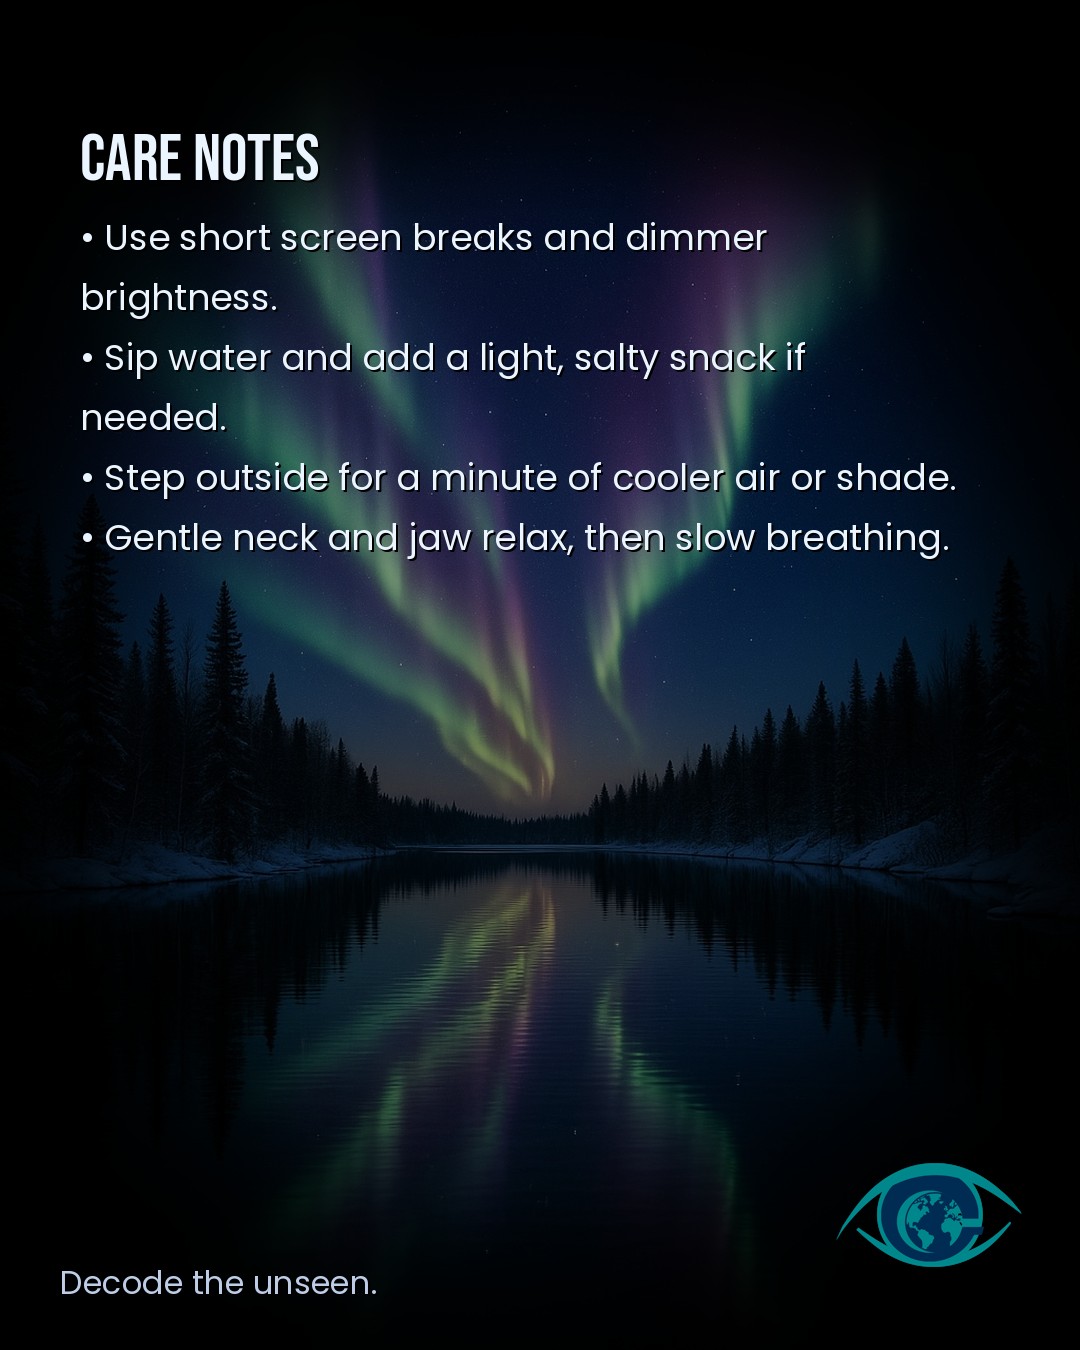 CARE NOTES
• Use short screen breaks and dimmer
brightness.
• Sip water and add a light, salty snack if
needed.
• Step outside for a minute of cooler air or shade.
• Gentle neck and jaw relax, then slow breathing.
Decode the unseen.